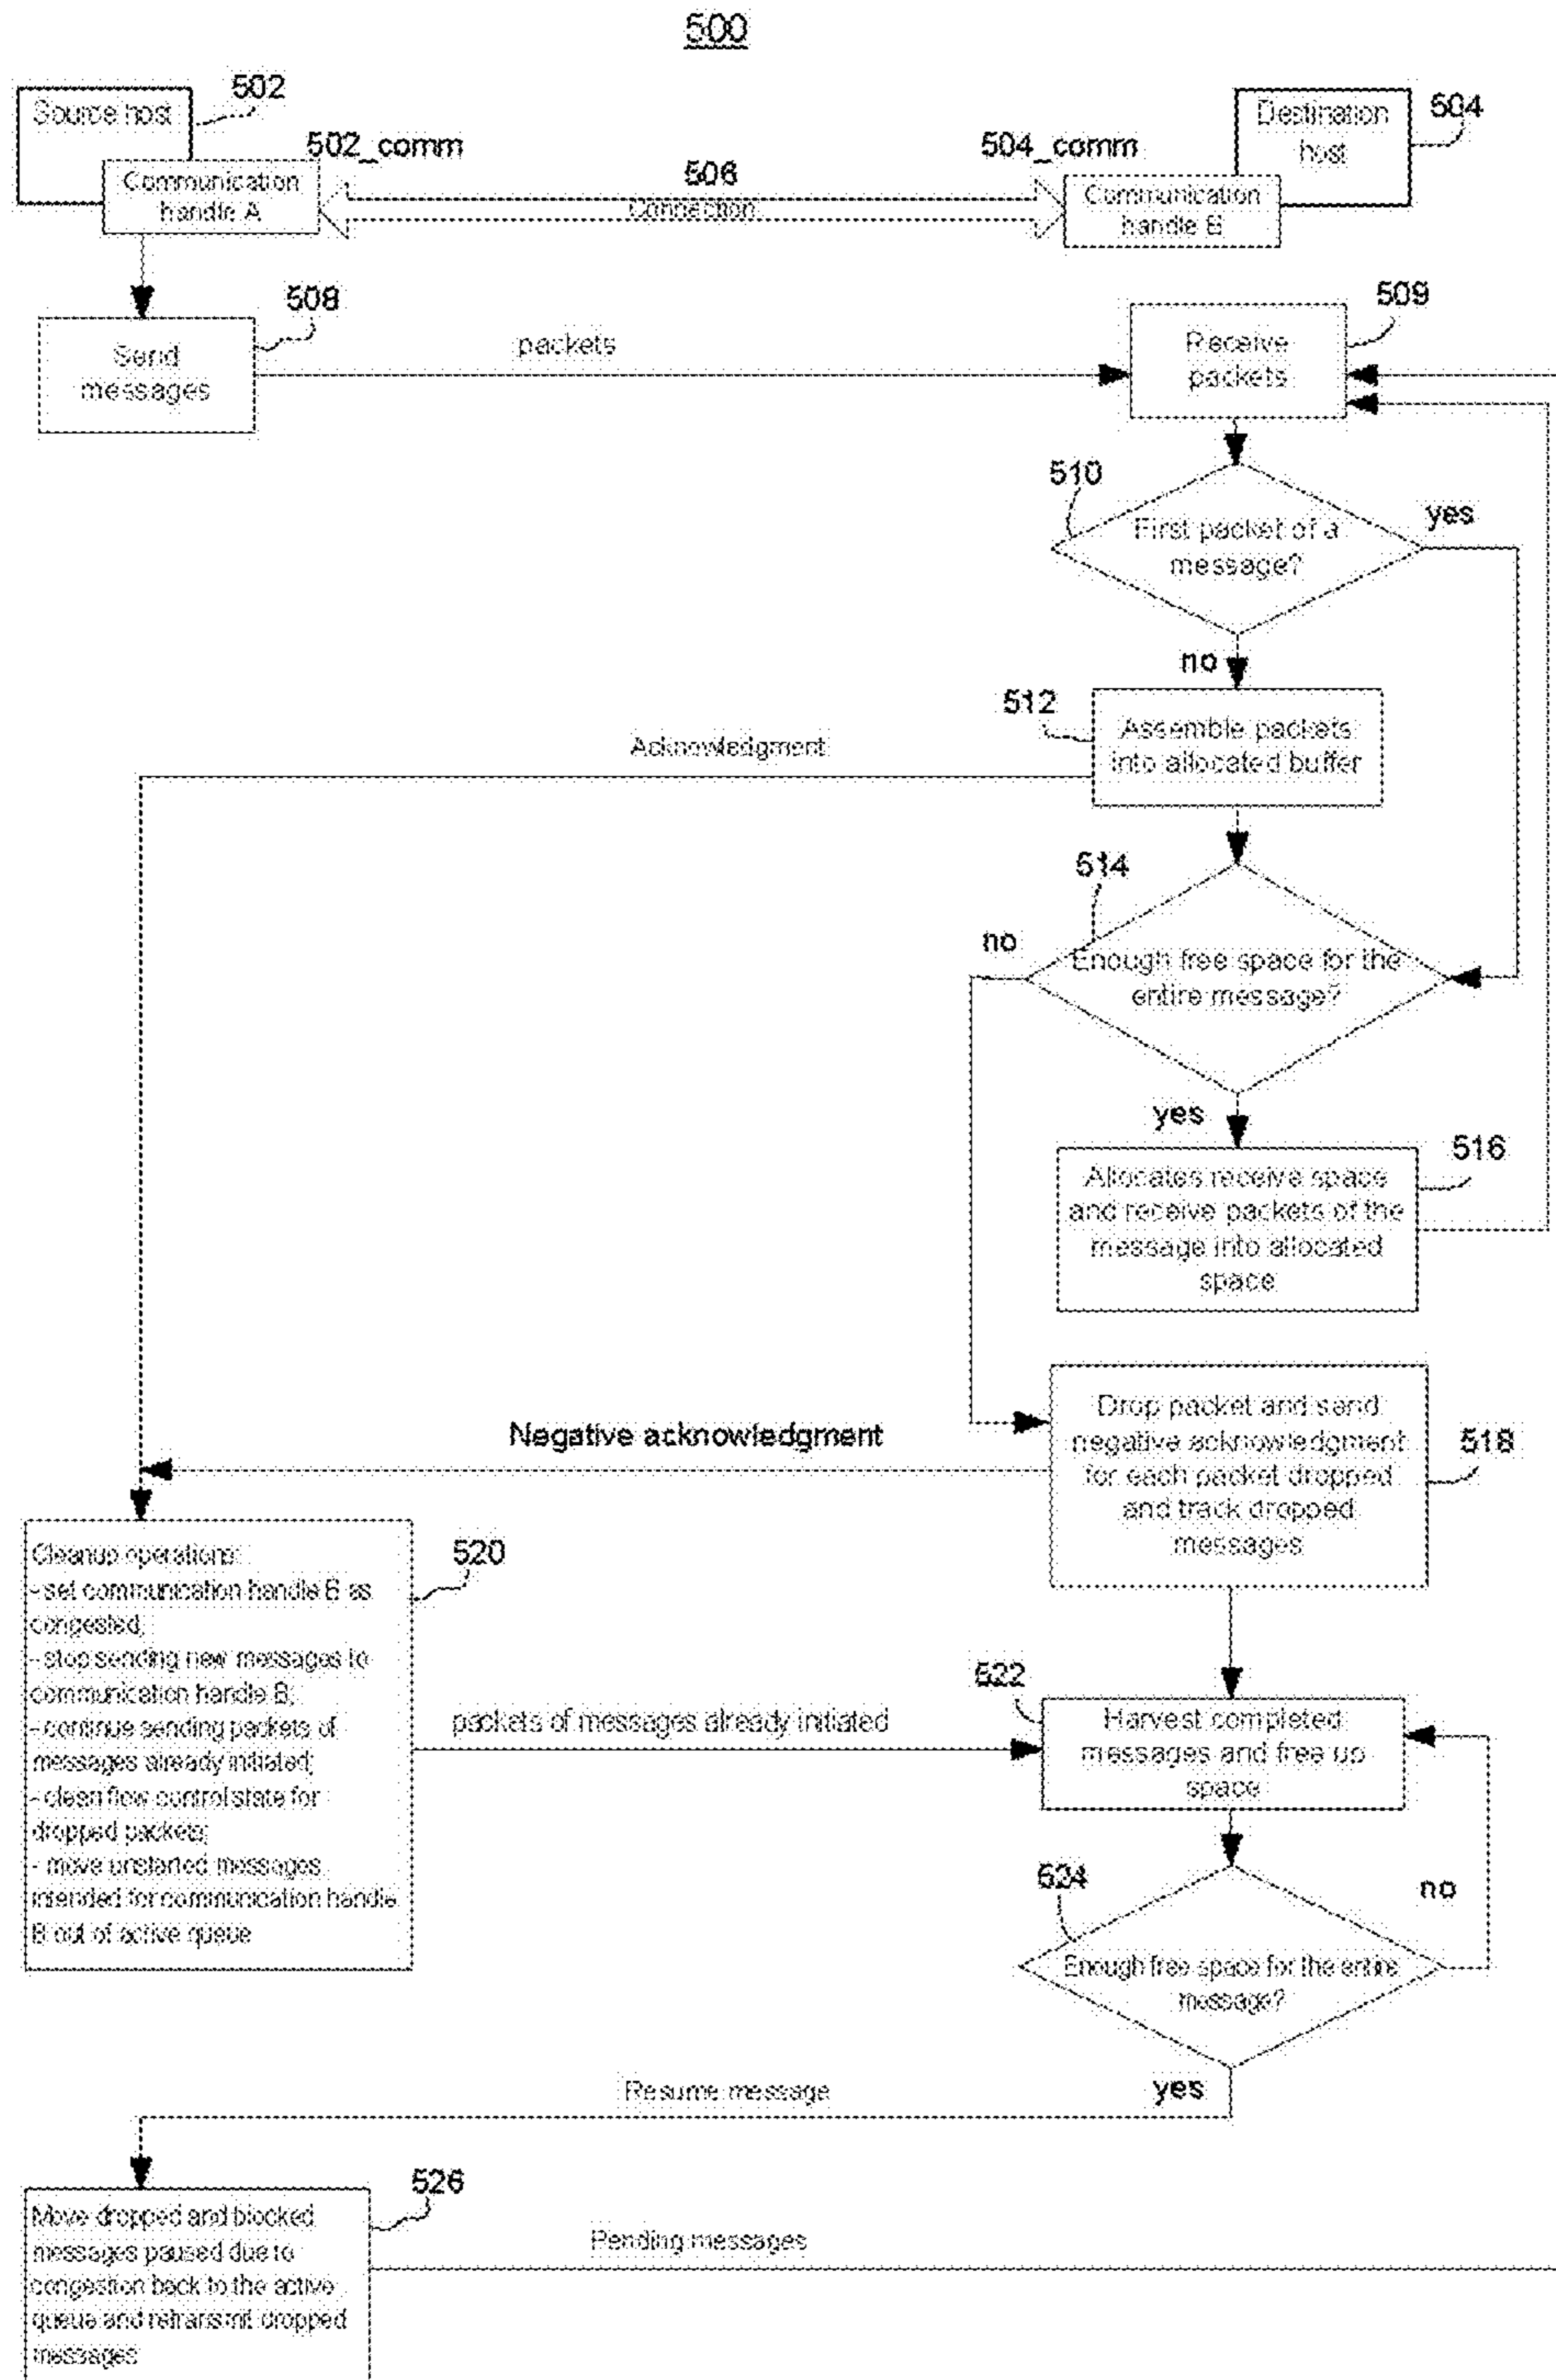 500
Source host
502
502_comm
Communication
handle A
506
Connection
504_comm
Destination
host
504
Communication
handle B
508
Send
messages
packets
509
Receive
packets
510
First packet of a
message?
yes
no
512
Assemble packets
into allocated buffer
Acknowledgment
514
no
Enough free space for the
entire message?
yes
516
Allocates receive space
and receive packets of the
message into allocated
space
Negative acknowledgment
Drop packet and send
negative acknowledgment
for each packet dropped
and track dropped
messages
518
520
Cleanup operations:
- set communication handle B as
congested;
- stop sending new messages to
communication handle B;
- continue sending packets of
messages already initiated;
- clean flow control state for
dropped packets;
- move unstarted messages
intended for communication handle
B out of active queue
packets of messages already initiated
522
Harvest completed
messages and free up
space
524
no
Enough free space for the entire
message?
yes
Resume message
526
Move dropped and blocked
messages paused due to
congestion back to the active
queue and retransmit dropped
messages
Pending messages